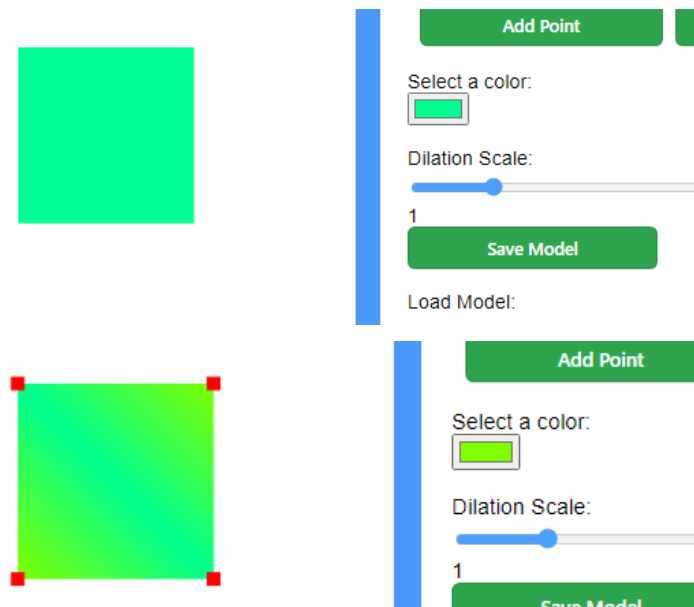 Add Point
Select a color:
Dilation Scale:
1
Save Model
Load Model:
Add Point
Select a color:
Dilation Scale:
1
Save Model